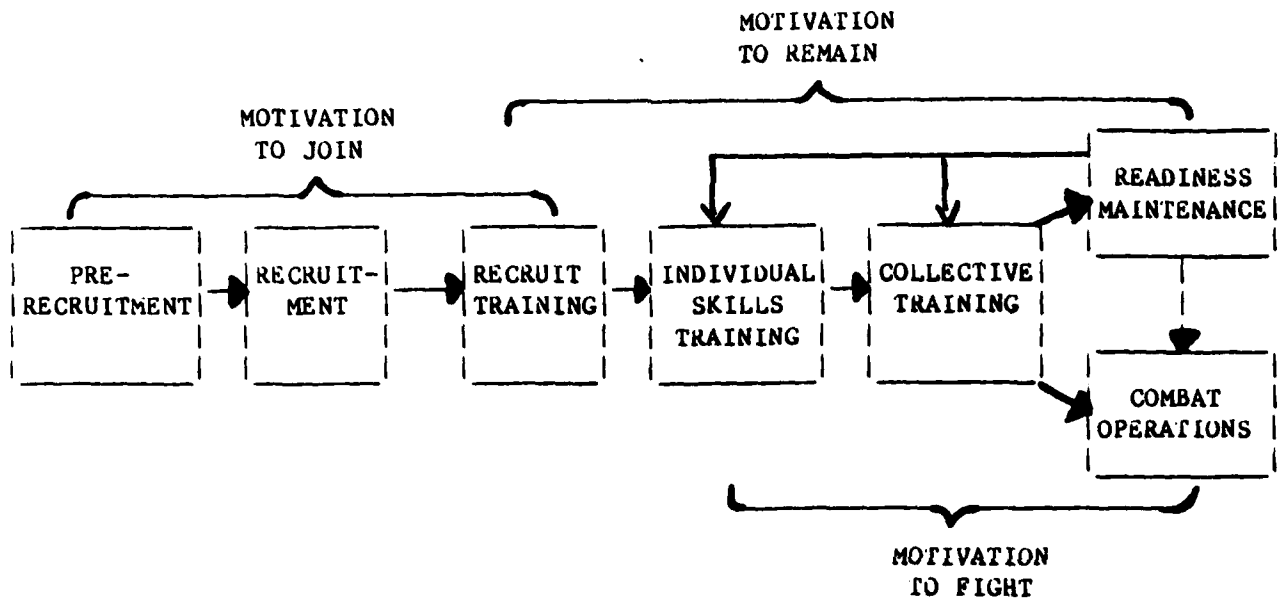 MOTIVATION
TO REMAIN
MOTIVATION
TO JOIN
READINESS
MAINTENANCE
PRE-
RECRUITMENT
RECRUIT-
MENT
RECRUIT
TRAINING
INDIVIDUAL
SKILLS
TRAINING
COLLECTIVE
TRAINING
COMBAT
OPERATIONS
MOTIVATION
TO FIGHT